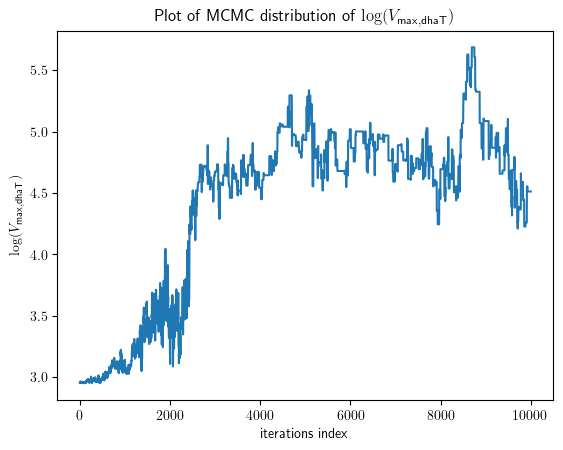 Plot of MCMC distribution of log(V_max,dhaT)
log(V_max,dhaT)
5.5
5.0
4.5
4.0
3.5
3.0
0 2000 4000 6000 8000 10000
iterations index